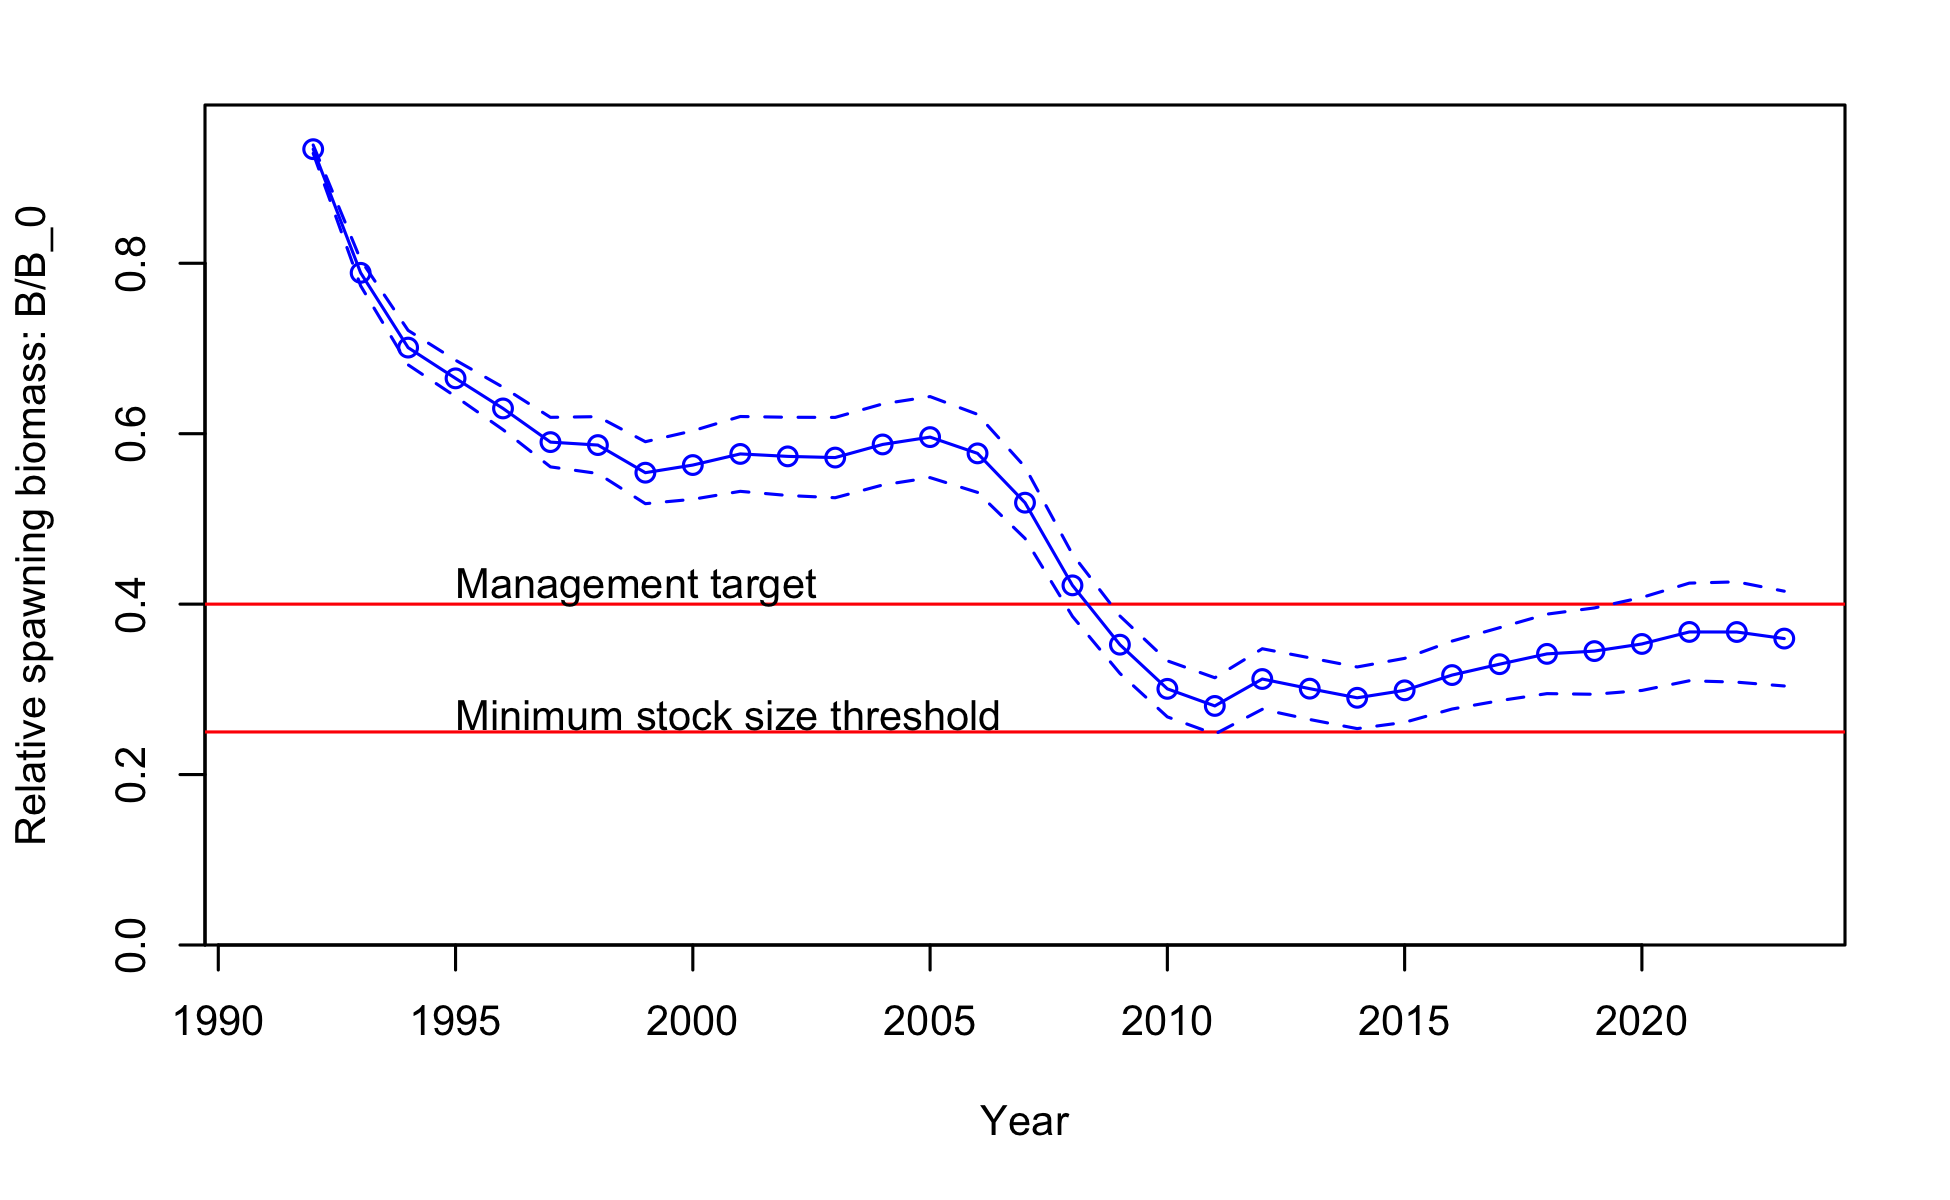 Relative spawning biomass: B/B_0
0.8
0.6
0.4
0.2
0.0
Management target
Minimum stock size threshold
1990 1995 2000 2005 2010 2015 2020
Year